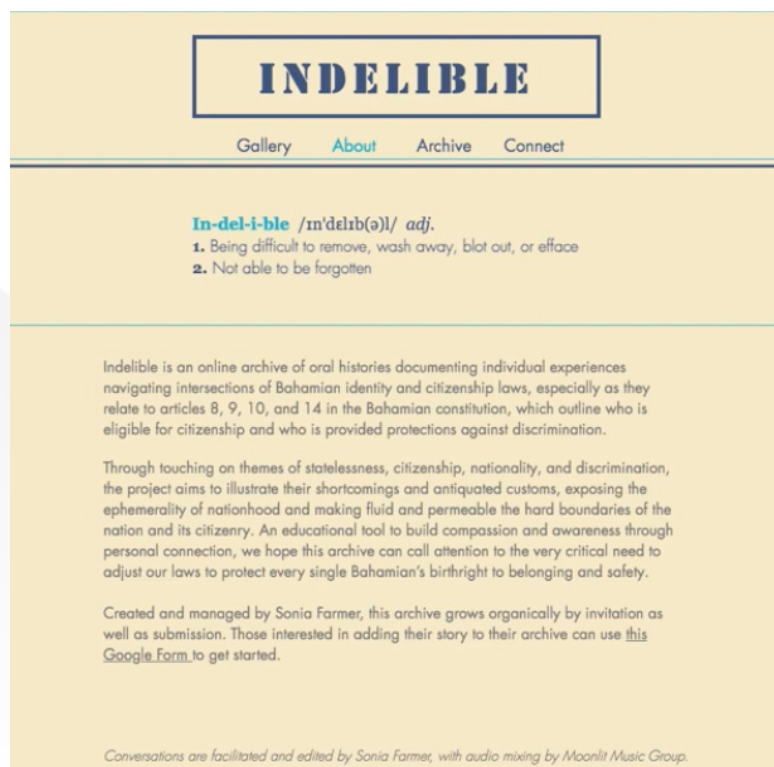 INDELIBLE
Gallery About Archive Connect
In-del-i-ble /ɪn'dɛlɪb(ə)l/ adj.
1. Being difficult to remove, wash away, blot out, or efface
2. Not able to be forgotten
Indelible is an online archive of oral histories documenting individual experiences
navigating intersections of Bahamian identity and citizenship laws, especially as they
relate to articles 8, 9, 10, and 14 in the Bahamian constitution, which outline who is
eligible for citizenship and who is provided protections against discrimination.
Through touching on themes of statelessness, citizenship, nationality, and discrimination,
the project aims to illustrate their shortcomings and antiquated customs, exposing the
ephemerality of nationhood and making fluid and permeable the hard boundaries of the
nation and its citizenry. An educational tool to build compassion and awareness through
personal connection, we hope this archive can call attention to the very critical need to
adjust our laws to protect every single Bahamian's birthright to belonging and safety.
Created and managed by Sonia Farmer, this archive grows organically by invitation as
well as submission. Those interested in adding their story to their archive can use this
Google Form to get started.
Conversations are facilitated and edited by Sonia Farmer, with audio mixing by Moonlit Music Group.